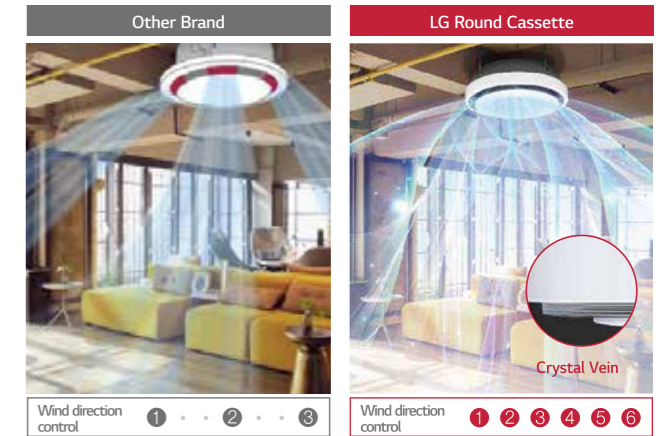 Other Brand
LG Round Cassette
Crystal Vein
Wind direction
control
1 · · 2 · · 3
Wind direction
control
1 2 3 4 5 6